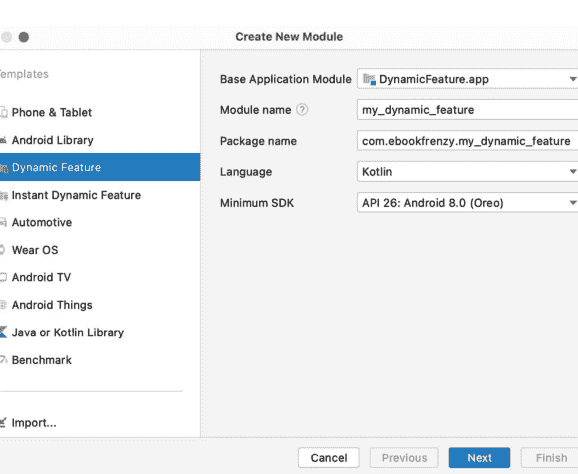 Create New Module
Templates
Phone & Tablet
Android Library
Dynamic Feature
Instant Dynamic Feature
Automotive
Wear OS
Android TV
Android Things
Java or Kotlin Library
Benchmark
Import...
Base Application Module DynamicFeature.app
Module name ? my_dynamic_feature
Package name com.ebookfrenzy.my_dynamic_feature
Language Kotlin
Minimum SDK API 26: Android 8.0 (Oreo)
Cancel Previous Next Finish